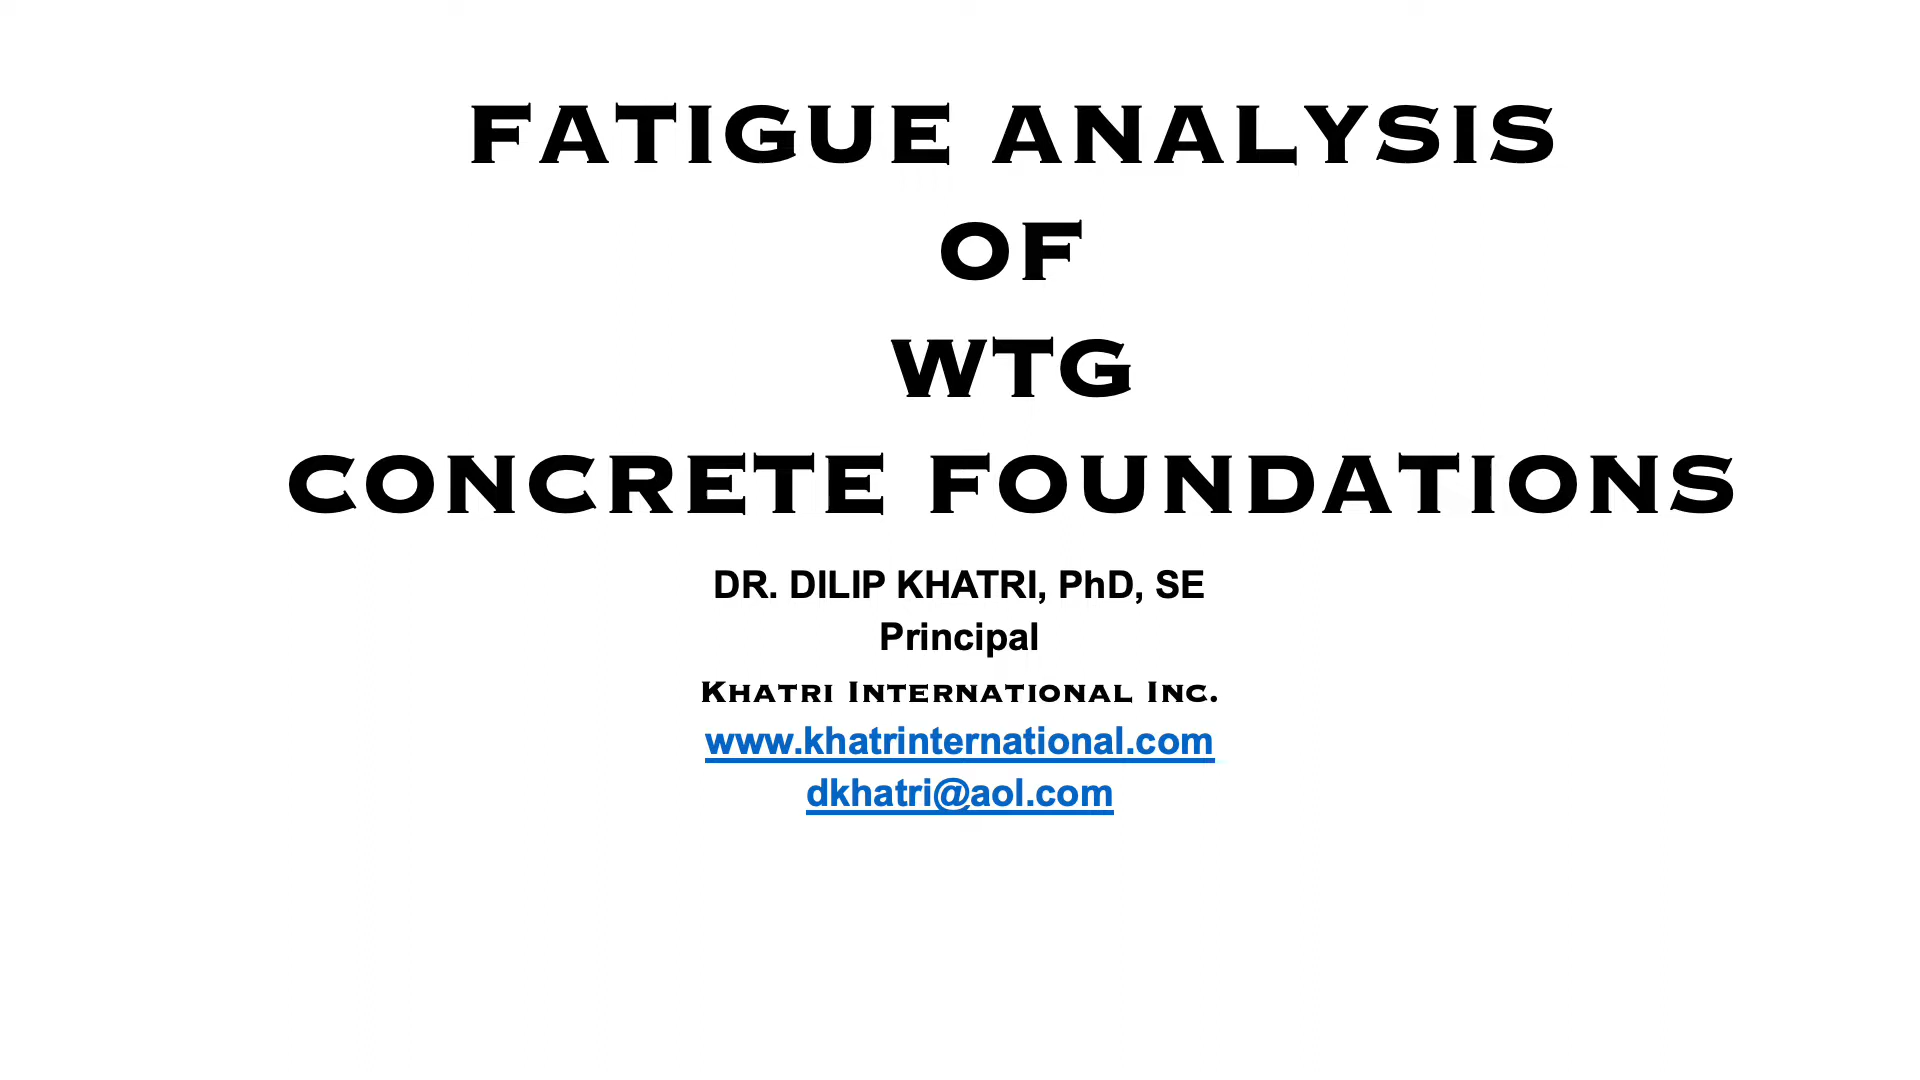 FATIGUE ANALYSIS
OF
WTG
CONCRETE FOUNDATIONS
DR. DILIP KHATRI, PhD, SE
Principal
Khatri International Inc.
www.khatrinternational.com
dkhatri@aol.com